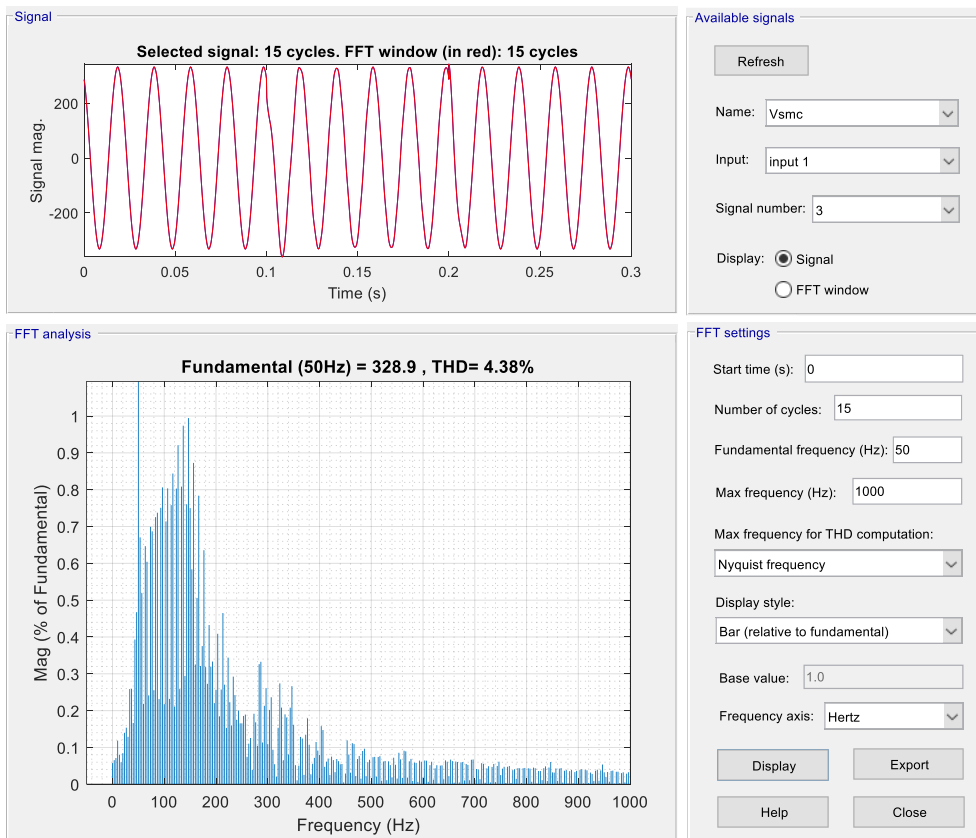 Signal
Selected signal: 15 cycles. FFT window (in red): 15 cycles
200
0
-200
Signal mag.
0
0.05
0.1
0.15
0.2
0.25
0.3
Time (s)
Available signals
Refresh
Name:
Vsmc
Input:
input 1
Signal number:
3
Display:
Signal
FFT window
FFT analysis
Fundamental (50Hz) = 328.9 , THD= 4.38%
1
0.9
0.8
0.7
0.6
0.5
0.4
0.3
0.2
0.1
0
Mag (% of Fundamental)
0
100
200
300
400
500
600
700
800
900
1000
Frequency (Hz)
FFT settings
Start time (s):
0
Number of cycles:
15
Fundamental frequency (Hz):
50
Max frequency (Hz):
1000
Max frequency for THD computation:
Nyquist frequency
Display style:
Bar (relative to fundamental)
Base value:
1.0
Frequency axis:
Hertz
Display
Export
Help
Close